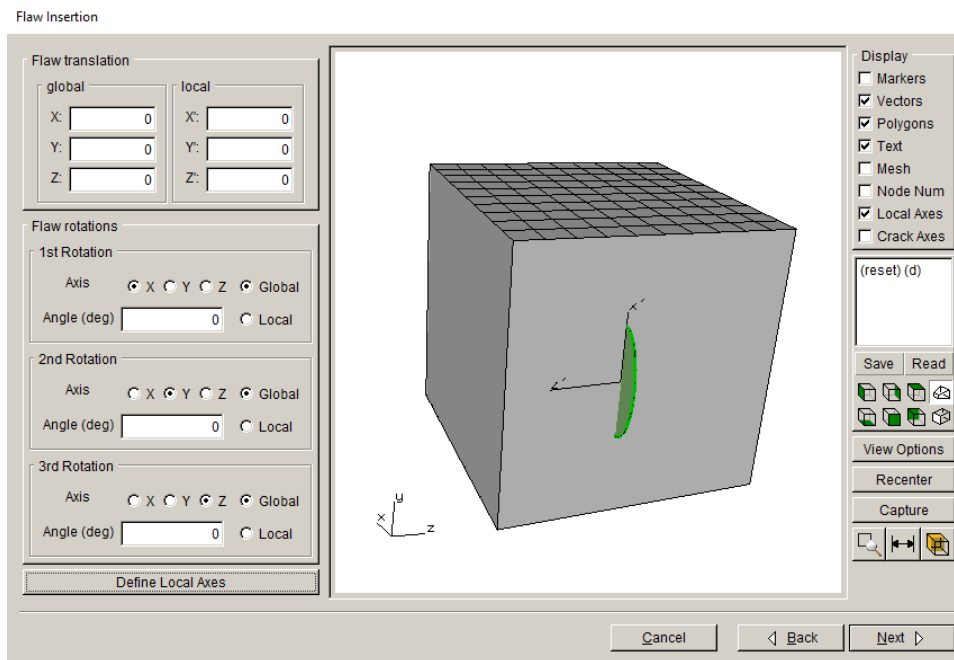 Flaw Insertion
Flaw translation
global
X: 0
Y: 0
Z: 0
local
X': 0
Y': 0
Z': 0
Flaw rotations
1st Rotation
Axis X Y Z Global
Angle (deg) 0 Local
2nd Rotation
Axis X Y Z Global
Angle (deg) 0 Local
3rd Rotation
Axis X Y Z Global
Angle (deg) 0 Local
Define Local Axes
x'
z'
y
x
z
Display
Markers
Vectors
Polygons
Text
Mesh
Node Num
Local Axes
Crack Axes
(reset) (d)
Save Read
View Options
Recenter
Capture
Cancel Back Next